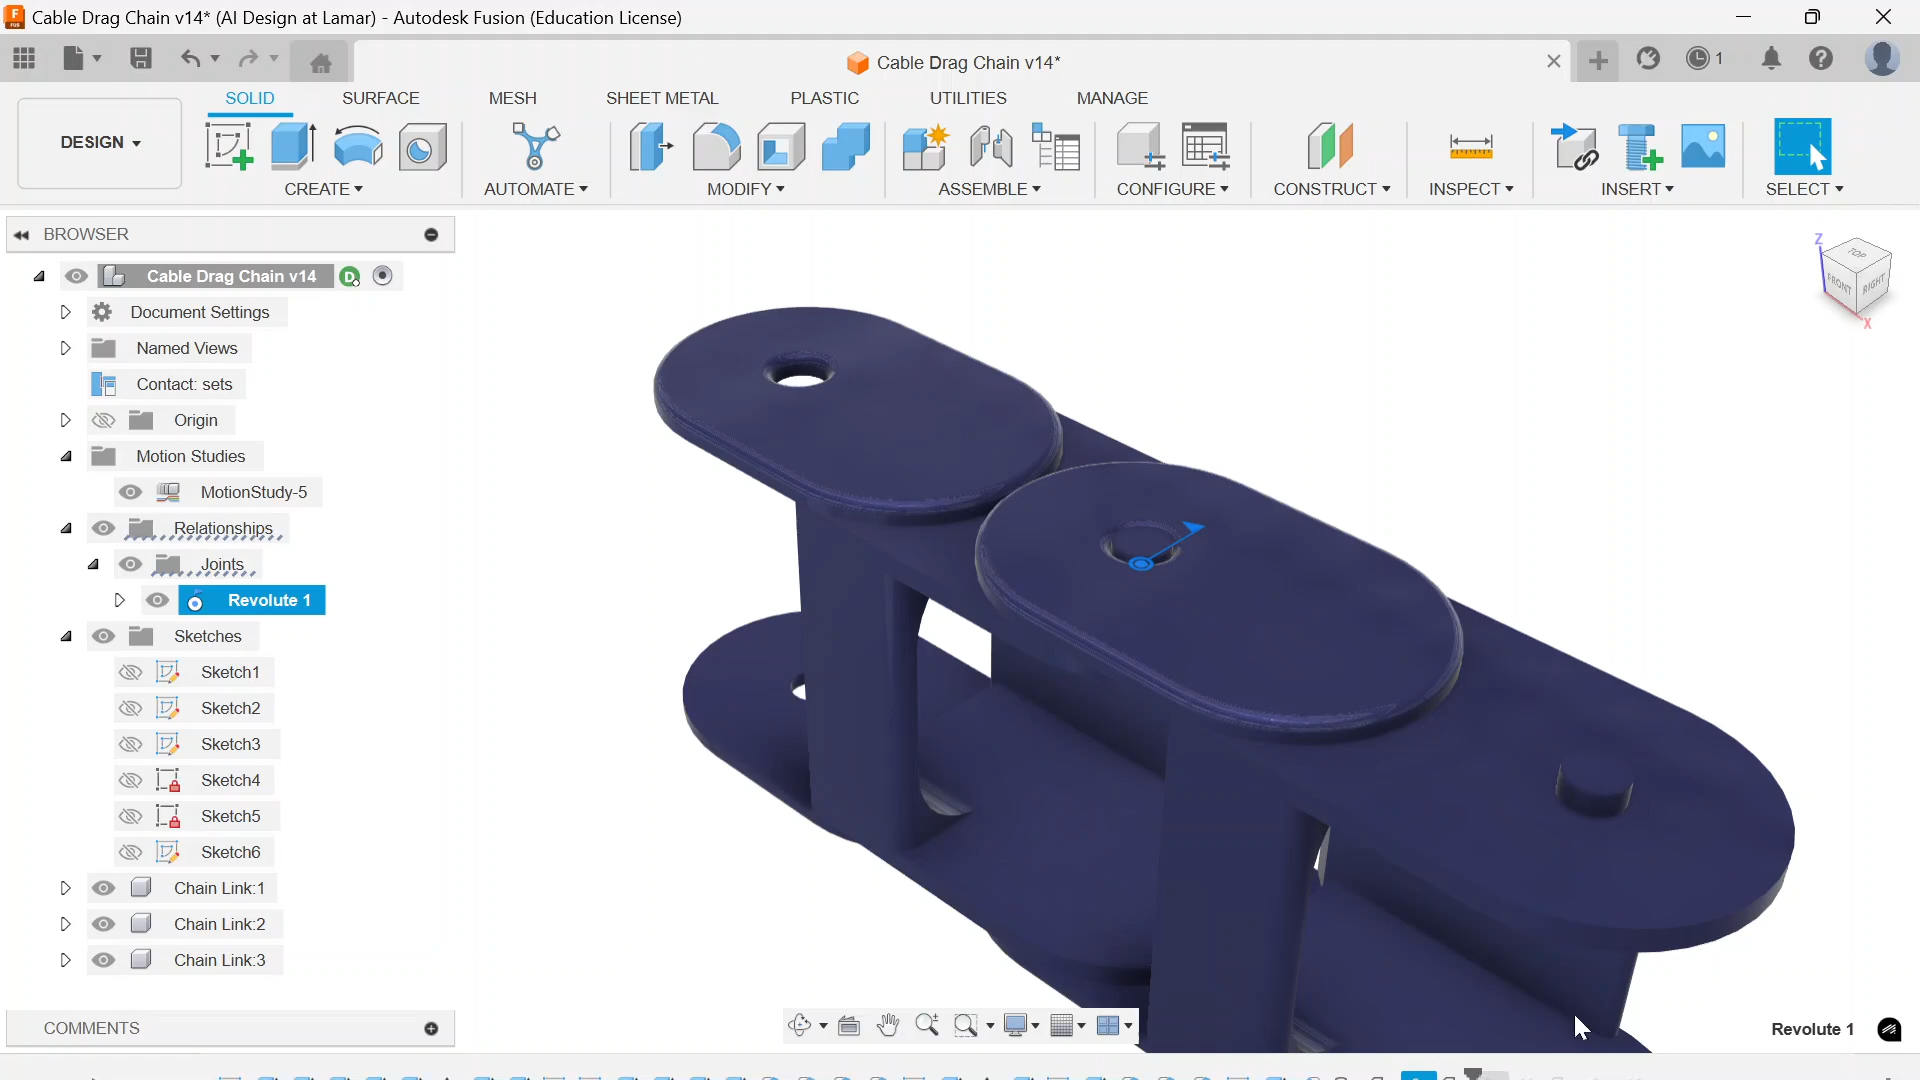 Cable Drag Chain v14* (AI Design at Lamar) - Autodesk Fusion (Education License)
Cable Drag Chain v14*
1
SOLID SURFACE MESH SHEET METAL PLASTIC UTILITIES MANAGE
DESIGN
CREATE AUTOMATE MODIFY ASSEMBLE CONFIGURE CONSTRUCT INSPECT INSERT SELECT
BROWSER
Cable Drag Chain v14
Document Settings
Named Views
Contact: sets
Origin
Motion Studies
MotionStudy-5
Relationships
Joints
Revolute 1
Sketches
Sketch1
Sketch2
Sketch3
Sketch4
Sketch5
Sketch6
Chain Link:1
Chain Link:2
Chain Link:3
COMMENTS
Z
TOP
FRONT RIGHT
X
Revolute 1